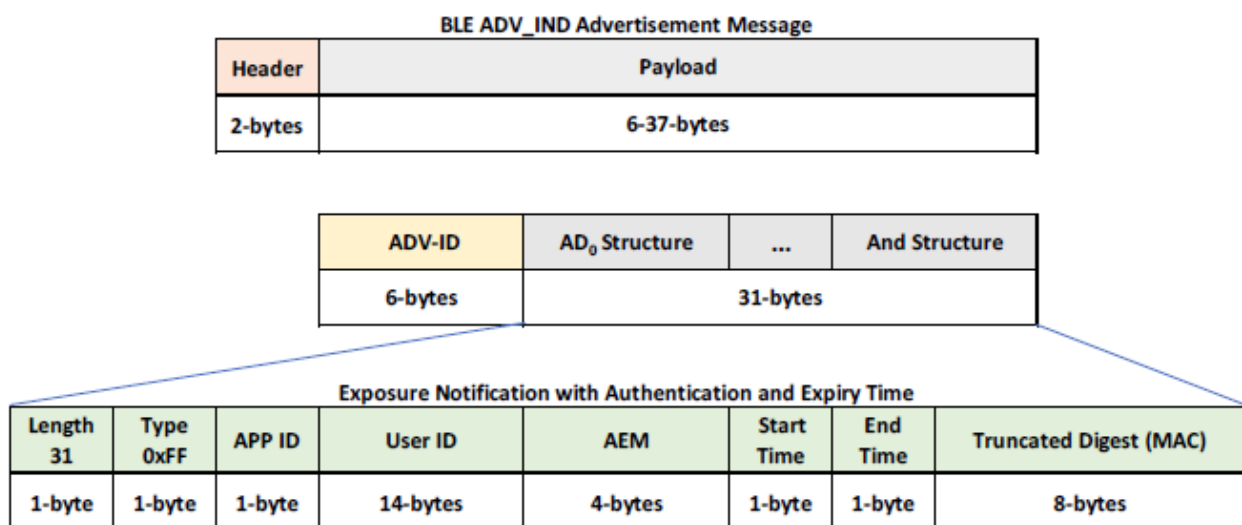 BLE ADV_IND Advertisement Message
Header Payload
2-bytes 6-37-bytes
ADV-ID AD₀ Structure ... And Structure
6-bytes 31-bytes
Exposure Notification with Authentication and Expiry Time
Length Type APP ID User ID AEM Start End Truncated Digest (MAC)
31 0xFF Time Time
1-byte 1-byte 1-byte 14-bytes 4-bytes 1-byte 1-byte 8-bytes